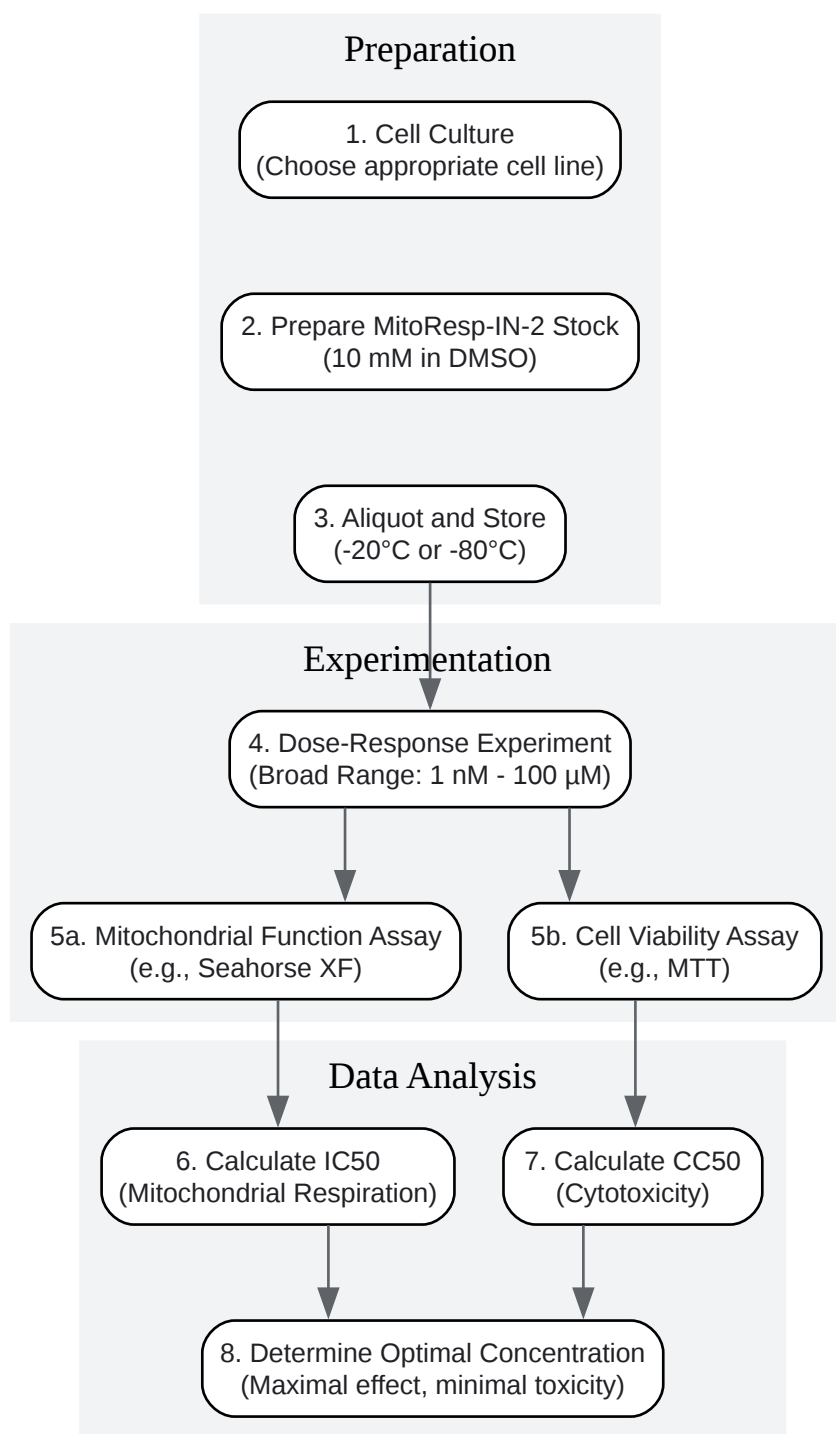 Preparation
1. Cell Culture
(Choose appropriate cell line)
2. Prepare MitoResp-IN-2 Stock
(10 mM in DMSO)
3. Aliquot and Store
(-20°C or -80°C)
Experimentation
4. Dose-Response Experiment
(Broad Range: 1 nM - 100 µM)
5a. Mitochondrial Function Assay
(e.g., Seahorse XF)
5b. Cell Viability Assay
(e.g., MTT)
Data Analysis
6. Calculate IC50
(Mitochondrial Respiration)
7. Calculate CC50
(Cytotoxicity)
8. Determine Optimal Concentration
(Maximal effect, minimal toxicity)